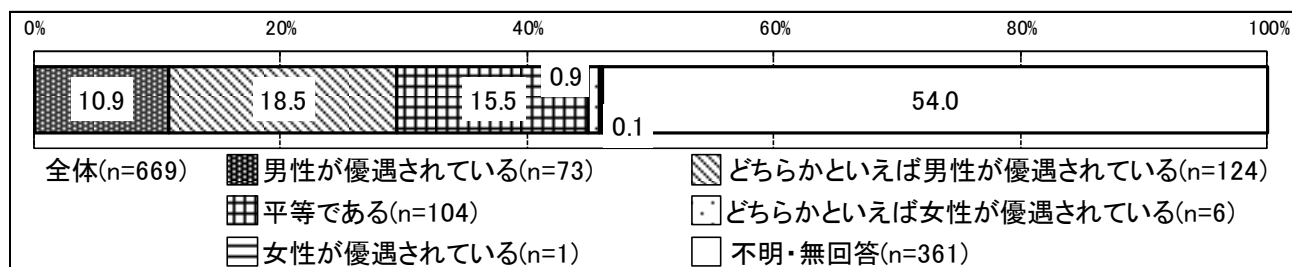 0% 20% 40% 60% 80% 100%
10.9 18.5 15.5 0.9 0.1 54.0
全体(n=669) 男性が優遇されている(n=73) どちらかといえば男性が優遇されている(n=124)
平等である(n=104) どちらかといえば女性が優遇されている(n=6)
女性が優遇されている(n=1) 不明・無回答(n=361)